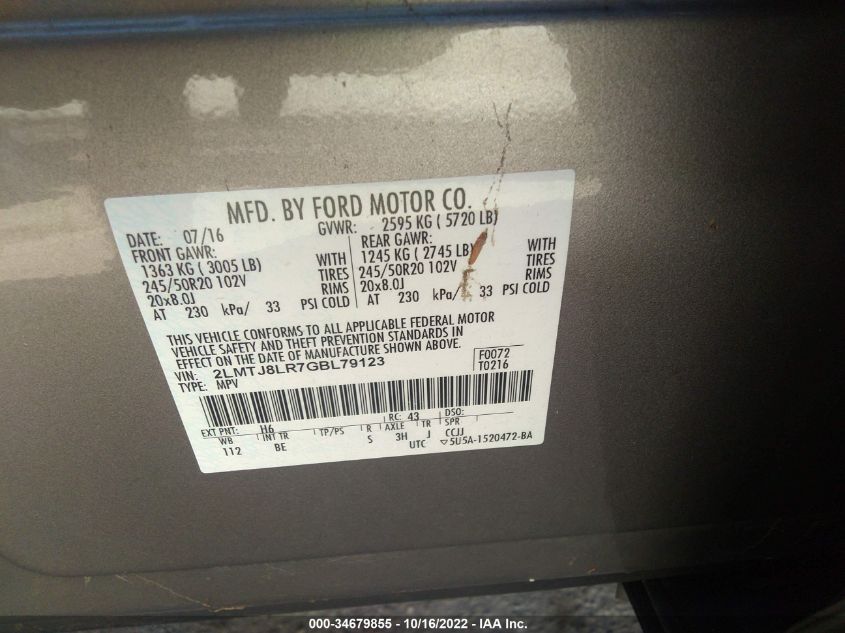 MFD. BY FORD MOTOR CO.
DATE: 07/16 GVWR: 2595 KG ( 5720 LB)
FRONT GAWR: REAR GAWR:
1363 KG ( 3005 LB) WITH 1245 KG ( 2745 LB) WITH
245/50R20 102V TIRES 245/50R20 102V TIRES
20x8.0J RIMS 20x8.0J RIMS
AT 230 kPa/ 33 PSI COLD AT 230 kPa/ 33 PSI COLD
THIS VEHICLE CONFORMS TO ALL APPLICABLE FEDERAL MOTOR
VEHICLE SAFETY AND THEFT PREVENTION STANDARDS IN
EFFECT ON THE DATE OF MANUFACTURE SHOWN ABOVE.
VIN: 2LMTJ8LR7GBL79123 F0072
TYPE: MPV T0216
EXT PNT: H6 RC: 43 DSO:
WB INT TR TP/PS R AXLE TR SPR
112 BE S 3H J CCJJ
UTC ▽5U5A-1520472-BA
000-34679855 - 10/16/2022 - IAA Inc.